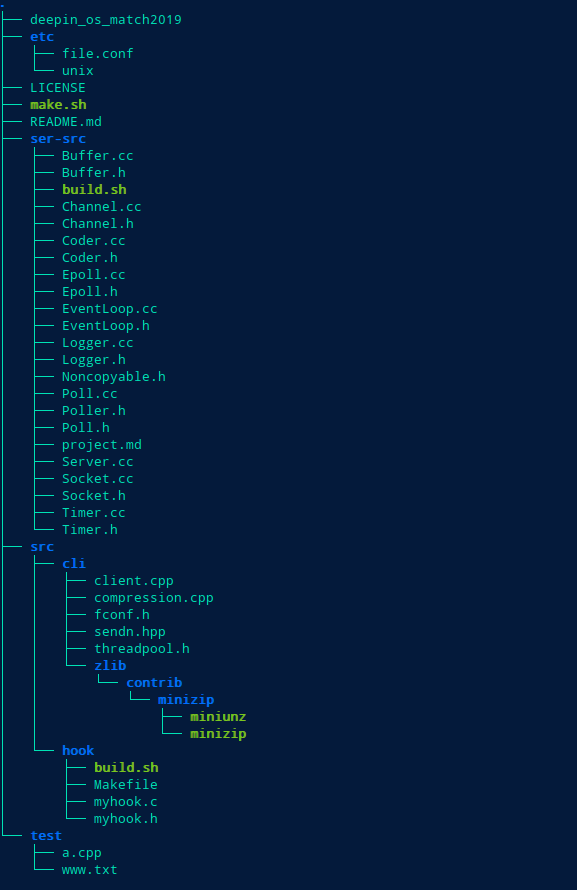 .
├── deepin_os_match2019
├── etc
│   ├── file.conf
│   └── unix
├── LICENSE
├── make.sh
├── README.md
├── ser-src
│   ├── Buffer.cc
│   ├── Buffer.h
│   ├── build.sh
│   ├── Channel.cc
│   ├── Channel.h
│   ├── Coder.cc
│   ├── Coder.h
│   ├── Epoll.cc
│   ├── Epoll.h
│   ├── EventLoop.cc
│   ├── EventLoop.h
│   ├── Logger.cc
│   ├── Logger.h
│   ├── Noncopyable.h
│   ├── Poll.cc
│   ├── Poller.h
│   ├── Poll.h
│   ├── project.md
│   ├── Server.cc
│   ├── Socket.cc
│   ├── Socket.h
│   ├── Timer.cc
│   └── Timer.h
├── src
│   ├── cli
│   │   ├── client.cpp
│   │   ├── compression.cpp
│   │   ├── fconf.h
│   │   ├── sendn.hpp
│   │   ├── threadpool.h
│   │   └── zlib
│   │       └── contrib
│   │           └── minizip
│   │               ├── miniunz
│   │               └── minizip
│   └── hook
│       ├── build.sh
│       ├── Makefile
│       ├── myhook.c
│       └── myhook.h
└── test
    ├── a.cpp
    └── www.txt